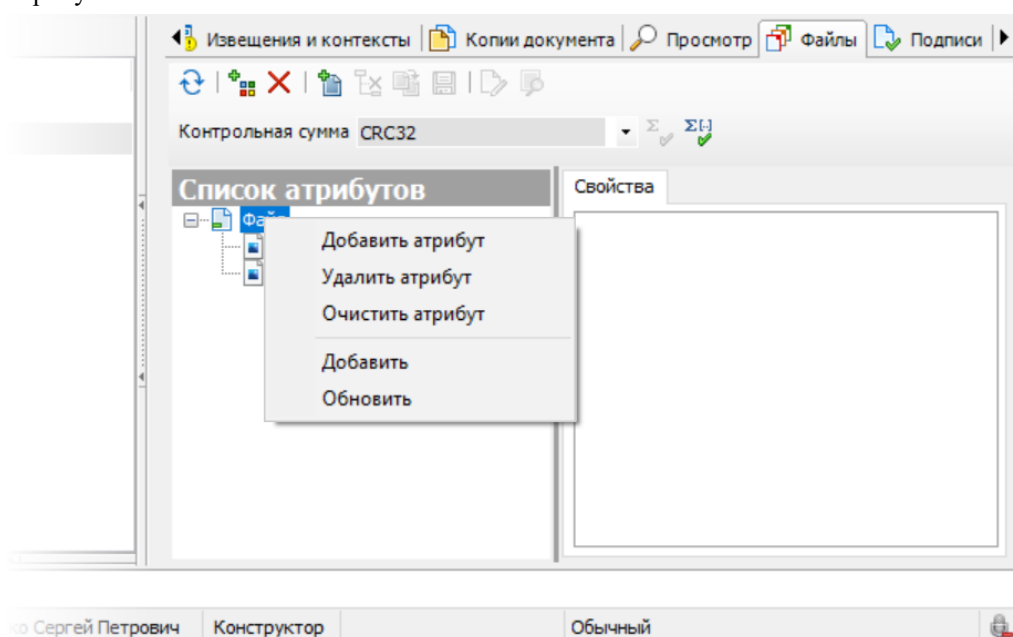 Извещения и контексты Копии документа Просмотр Файлы Подписи
Контрольная сумма CRC32
Список атрибутов
Свойства
Добавить атрибут
Удалить атрибут
Очистить атрибут
Добавить
Обновить
Сергей Петрович Конструктор Обычный